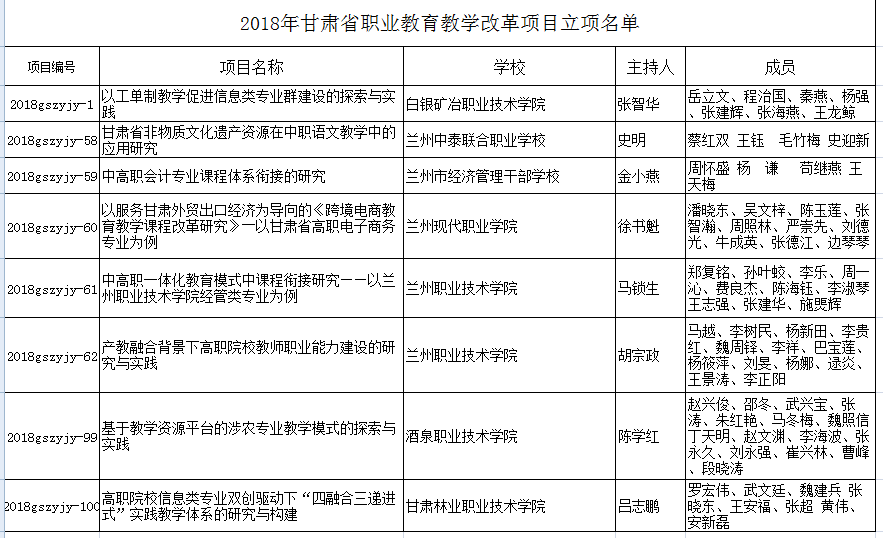 2018年甘肃省职业教育教学改革项目立项名单
项目编号 项目名称 学校 主持人 成员
2018gszyjy-1
以工单制教学促进信息类专业群建设的探索与实
践
白银矿冶职业技术学院
张智华
岳立文、程治国、秦燕、杨强
、张建辉、张海燕、王龙鲸
2018gszyjy-58
甘肃省非物质文化遗产资源在中职语文教学中的
应用研究
兰州中泰联合职业学校
史明
蔡红双 王钰 毛竹梅 史迎新
2018gszyjy-59
中高职会计专业课程体系衔接的研究
兰州市经济管理干部学校
金小燕
周怀盛 杨 谦 苟继燕 王
天梅
2018gszyjy-60
以服务甘肃外贸出口经济为导向的《跨境电商教
育教学课程改革研究》—以甘肃省高职电子商务
专业为例
兰州现代职业学院
徐书魁
潘晓东、吴文梓、陈玉莲、张
智瀚、周照林、严崇先、刘德
光、牛成英、张德江、边琴琴
2018gszyjy-61
中高职一体化教育模式中课程衔接研究——以兰
州职业技术学院经管类专业为例
兰州职业技术学院
马锁生
郑复铭、孙叶蛟、李乐、周一
沁、费良杰、陈海钰、李淑琴
王志强、张建华、施煚辉
2018gszyjy-62
产教融合背景下高职院校教师职业能力建设的研
究与实践
兰州职业技术学院
胡宗政
马越、李树民、杨新田、李贵
红、魏周铎、李祥、巴宝莲、
杨筱萍、刘旻、杨娜、逯炎、
王景涛、李正阳
2018gszyjy-99
基于教学资源平台的涉农专业教学模式的探索与
实践
酒泉职业技术学院
陈学红
赵兴俊、邵冬、武兴宝、张
涛、朱红艳、马冬梅、魏照信
丁天明、赵文渊、李海波、张
永久、刘永强、崔兴林、曹峰
、段晓涛
2018gszyjy-100
高职院校信息类专业双创驱动下“四融合三递进
式”实践教学体系的研究与构建
甘肃林业职业技术学院
吕志鹏
罗宏伟、武文廷、魏建兵 张
晓东、王安福、张超 黄伟、
安新磊